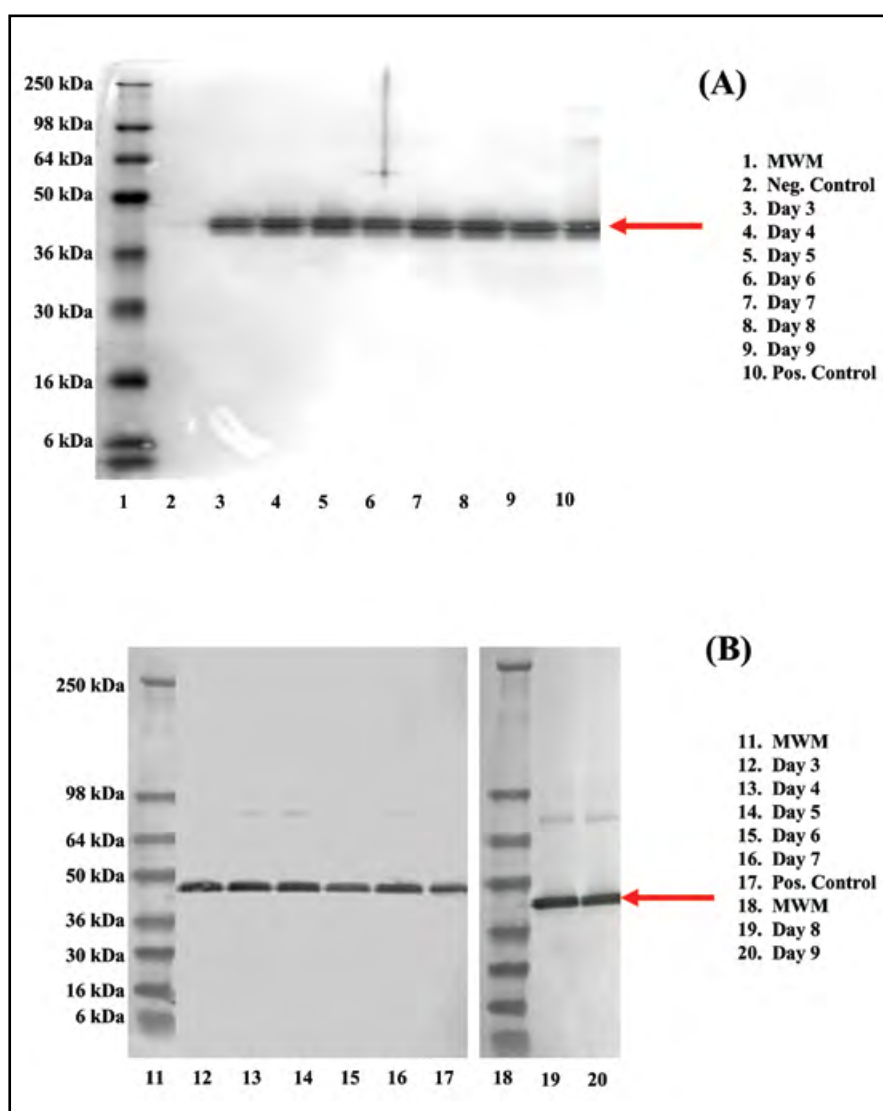 (A)
250 kDa
98 kDa
64 kDa
50 kDa
36 kDa
30 kDa
16 kDa
6 kDa
1 2 3 4 5 6 7 8 9 10
1. MWM
2. Neg. Control
3. Day 3
4. Day 4
5. Day 5
6. Day 6
7. Day 7
8. Day 8
9. Day 9
10. Pos. Control
(B)
250 kDa
98 kDa
64 kDa
50 kDa
36 kDa
30 kDa
16 kDa
6 kDa
11 12 13 14 15 16 17 18 19 20
11. MWM
12. Day 3
13. Day 4
14. Day 5
15. Day 6
16. Day 7
17. Pos. Control
18. MWM
19. Day 8
20. Day 9